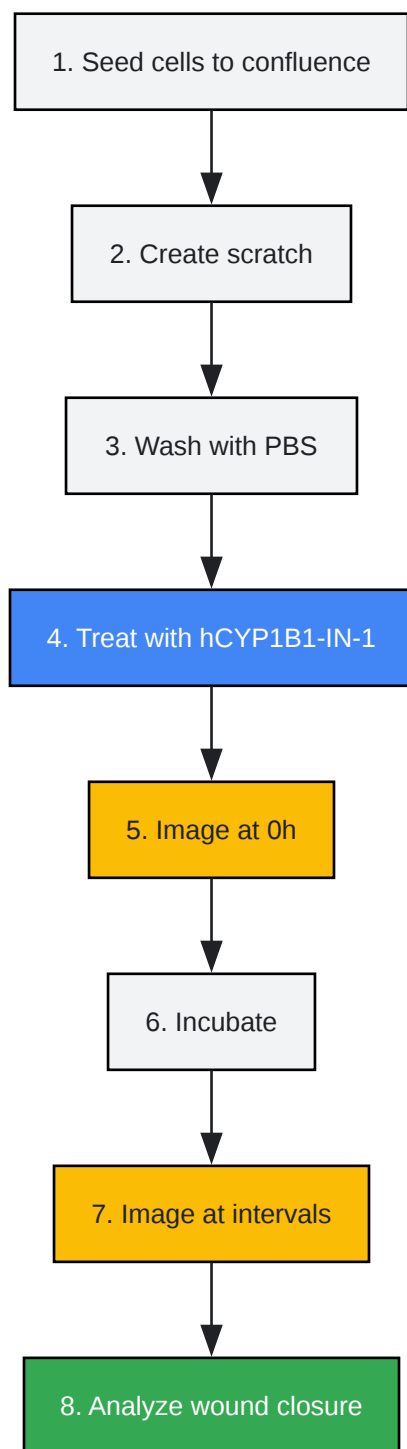 1. Seed cells to confluence
2. Create scratch
3. Wash with PBS
4. Treat with hCYP1B1-IN-1
5. Image at 0h
6. Incubate
7. Image at intervals
8. Analyze wound closure